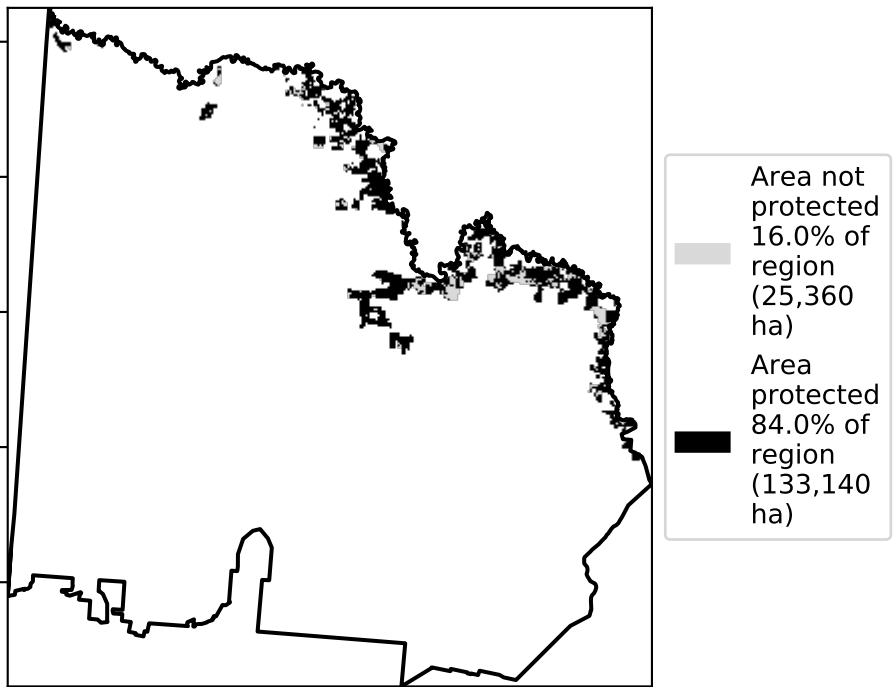 Area not
protected
16.0% of
region
(25,360
ha)
Area
protected
84.0% of
region
(133,140
ha)